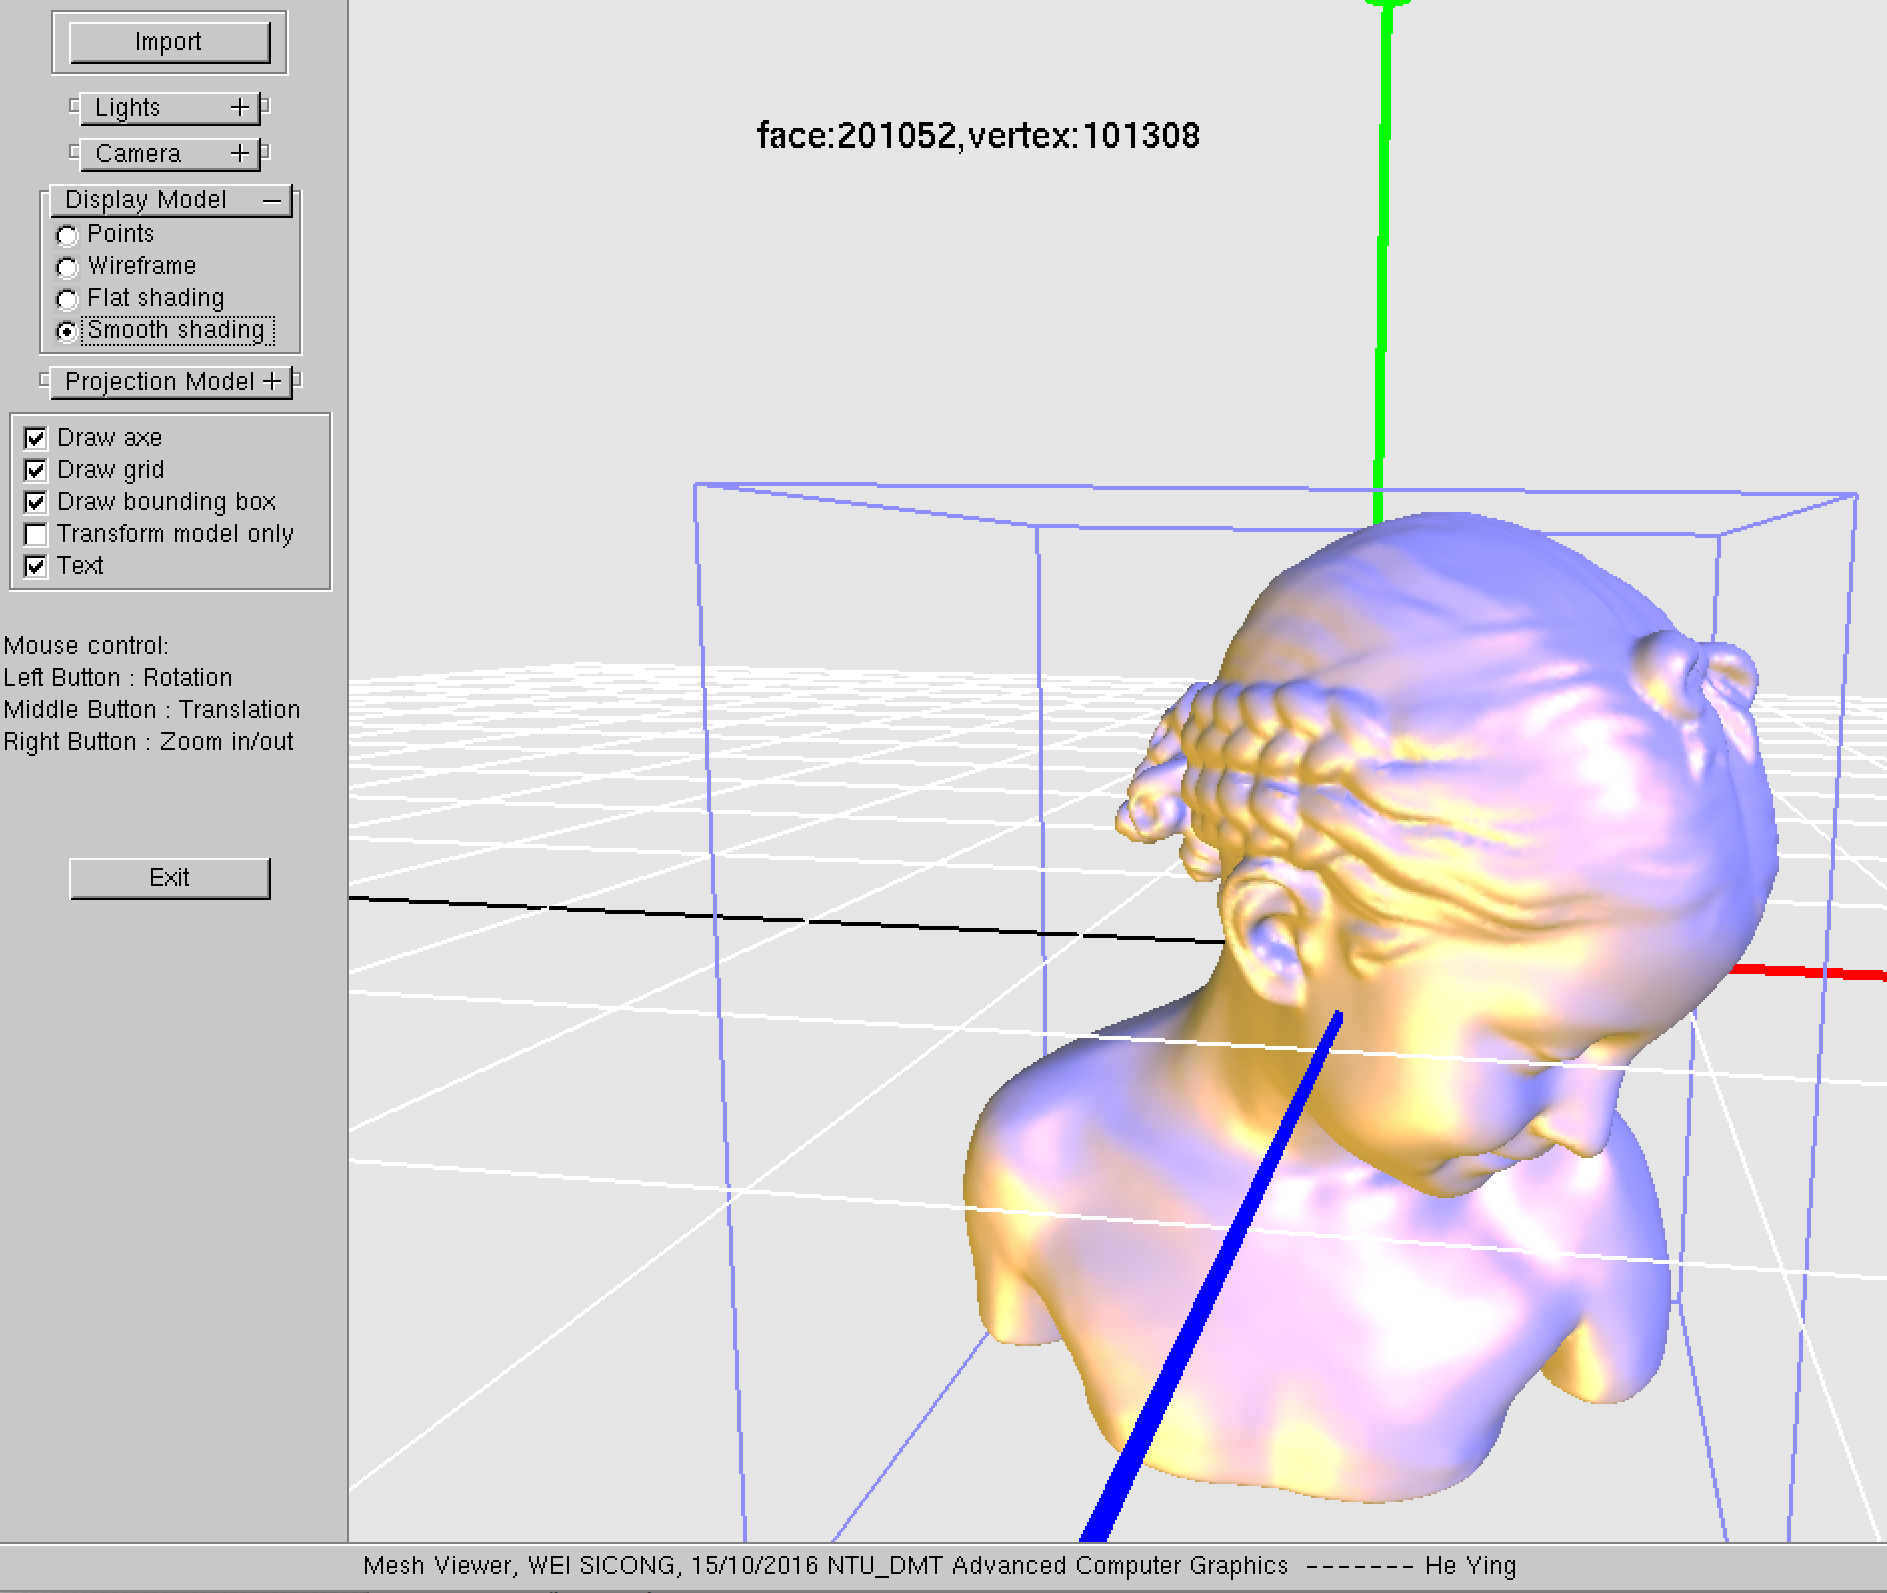 Import
Lights +
Camera +
Display Model –
Points
Wireframe
Flat shading
Smooth shading
Projection Model +
Draw axe
Draw grid
Draw bounding box
Transform model only
Text
Mouse control:
Left Button : Rotation
Middle Button : Translation
Right Button : Zoom in/out
Exit
face:201052,vertex:101308
Mesh Viewer, WEI SICONG, 15/10/2016 NTU_DMT Advanced Computer Graphics ------- He Ying